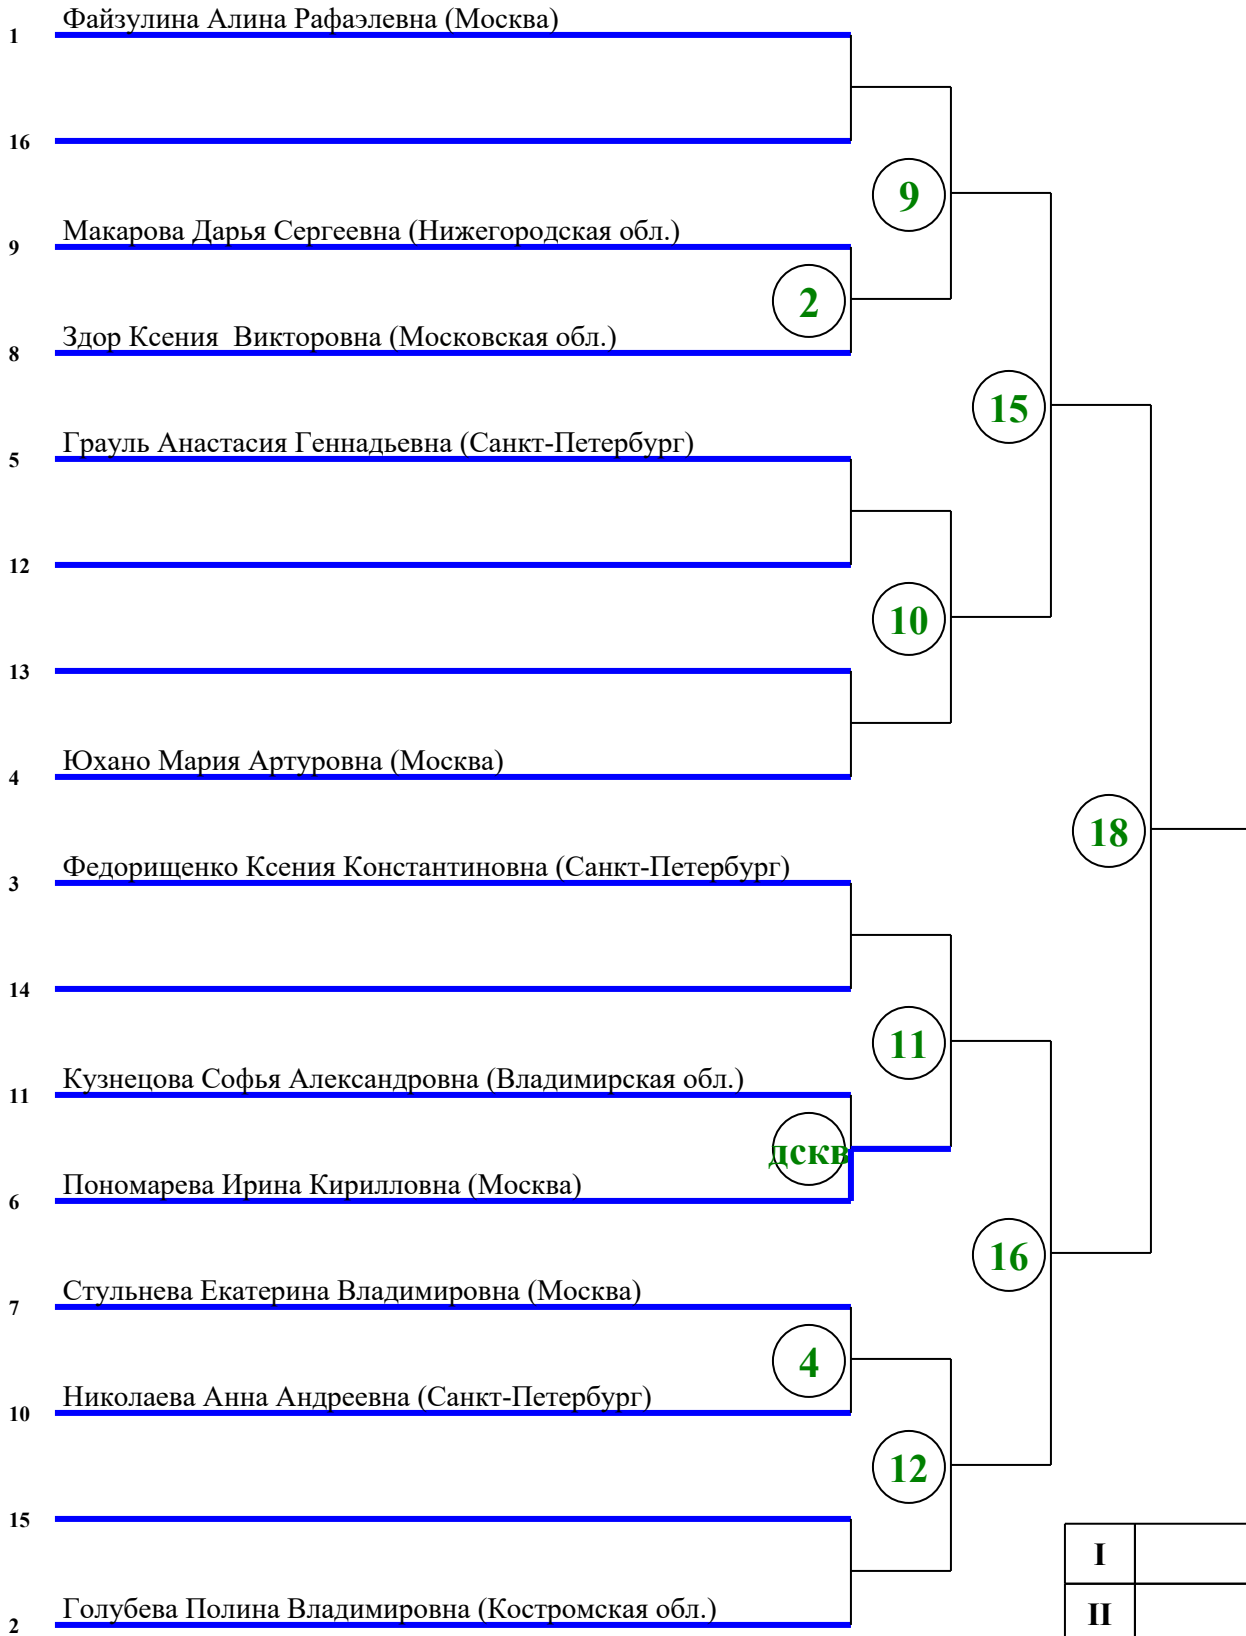 1 Файзулина Алина Рафаэлевна (Москва)
16
9
9 Макарова Дарья Сергеевна (Нижегородская обл.)
2
8 Здор Ксения Викторовна (Московская обл.)
15
5 Грауль Анастасия Геннадьевна (Санкт-Петербург)
12
10
13
4 Юхано Мария Артуровна (Москва)
18
3 Федорищенко Ксения Константиновна (Санкт-Петербург)
14
11
11 Кузнецова Софья Александровна (Владимирская обл.)
дскв
6 Пономарева Ирина Кирилловна (Москва)
16
7 Стульнева Екатерина Владимировна (Москва)
4
10 Николаева Анна Андреевна (Санкт-Петербург)
12
15
I
2 Голубева Полина Владимировна (Костромская обл.)
II